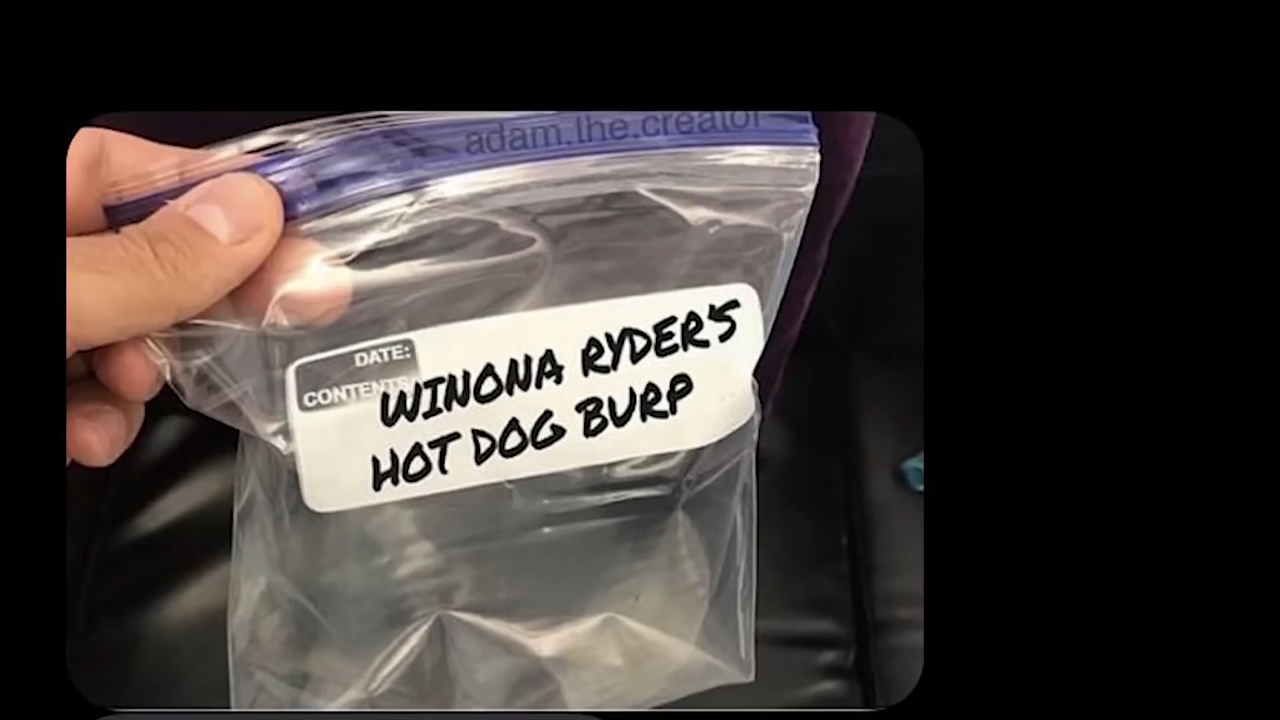 adam.the.creator
DATE:
CONTENTS:
WINONA RYDER'S
HOT DOG BURP